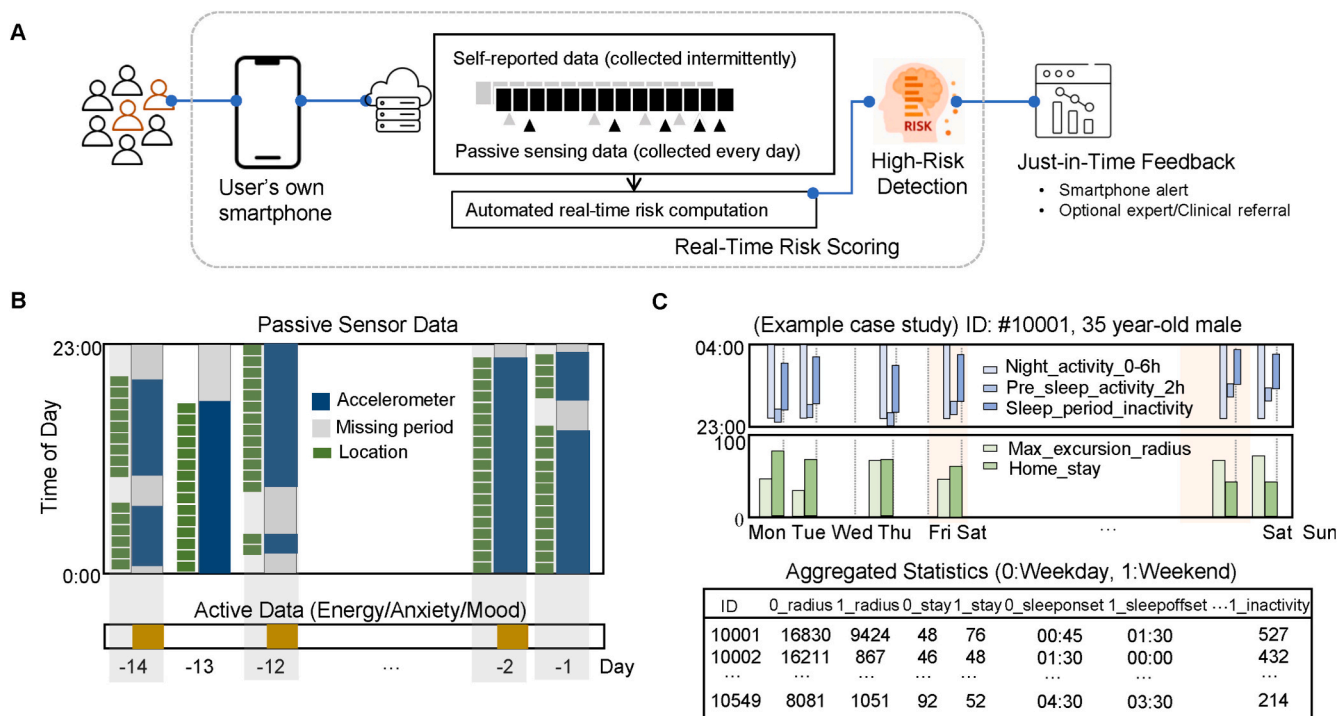 A
Self-reported data (collected intermittently)
Passive sensing data (collected every day)
Automated real-time risk computation
Real-Time Risk Scoring
User's own
smartphone
RISK
High-Risk
Detection
Just-in-Time Feedback
• Smartphone alert
• Optional expert/Clinical referral
B
Passive Sensor Data
23:00
Time of Day
0:00
Accelerometer
Missing period
Location
Active Data (Energy/Anxiety/Mood)
-14 -13 -12 ... -2 -1 Day
C
(Example case study) ID: #10001, 35 year-old male
04:00
23:00
Night_activity_0-6h
Pre_sleep_activity_2h
Sleep_period_inactivity
100
0
Max_excursion_radius
Home_stay
Mon Tue Wed Thu Fri Sat ... Sat Sun
Aggregated Statistics (0:Weekday, 1:Weekend)
ID 0_radius 1_radius 0_stay 1_stay 0_sleeponset 1_sleepoffset ...1_inactivity
10001 16830 9424 48 76 00:45 01:30 527
10002 16211 867 46 48 01:30 00:00 432
... ... ... ... ... ... ... ...
10549 8081 1051 92 52 04:30 03:30 214